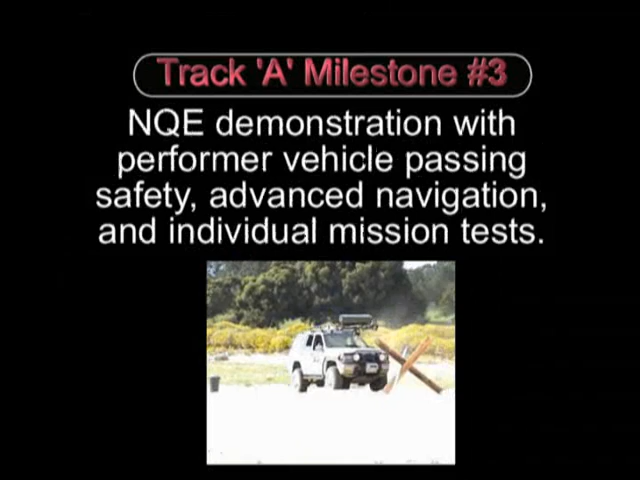 Track 'A' Milestone #3
NQE demonstration with
performer vehicle passing
safety, advanced navigation,
and individual mission tests.